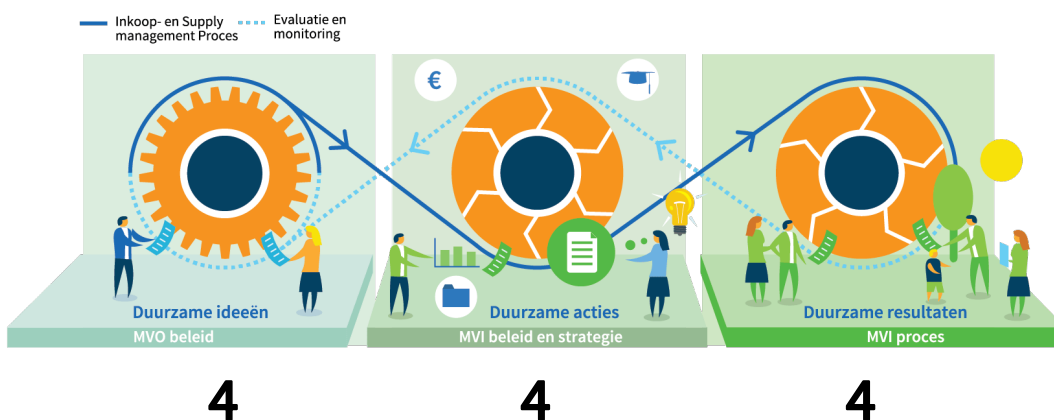 Inkoop- en Supply
management Proces
Evaluatie en
monitoring
€
Duurzame ideeën
Duurzame acties
Duurzame resultaten
MVO beleid
MVI beleid en strategie
MVI proces
4
4
4